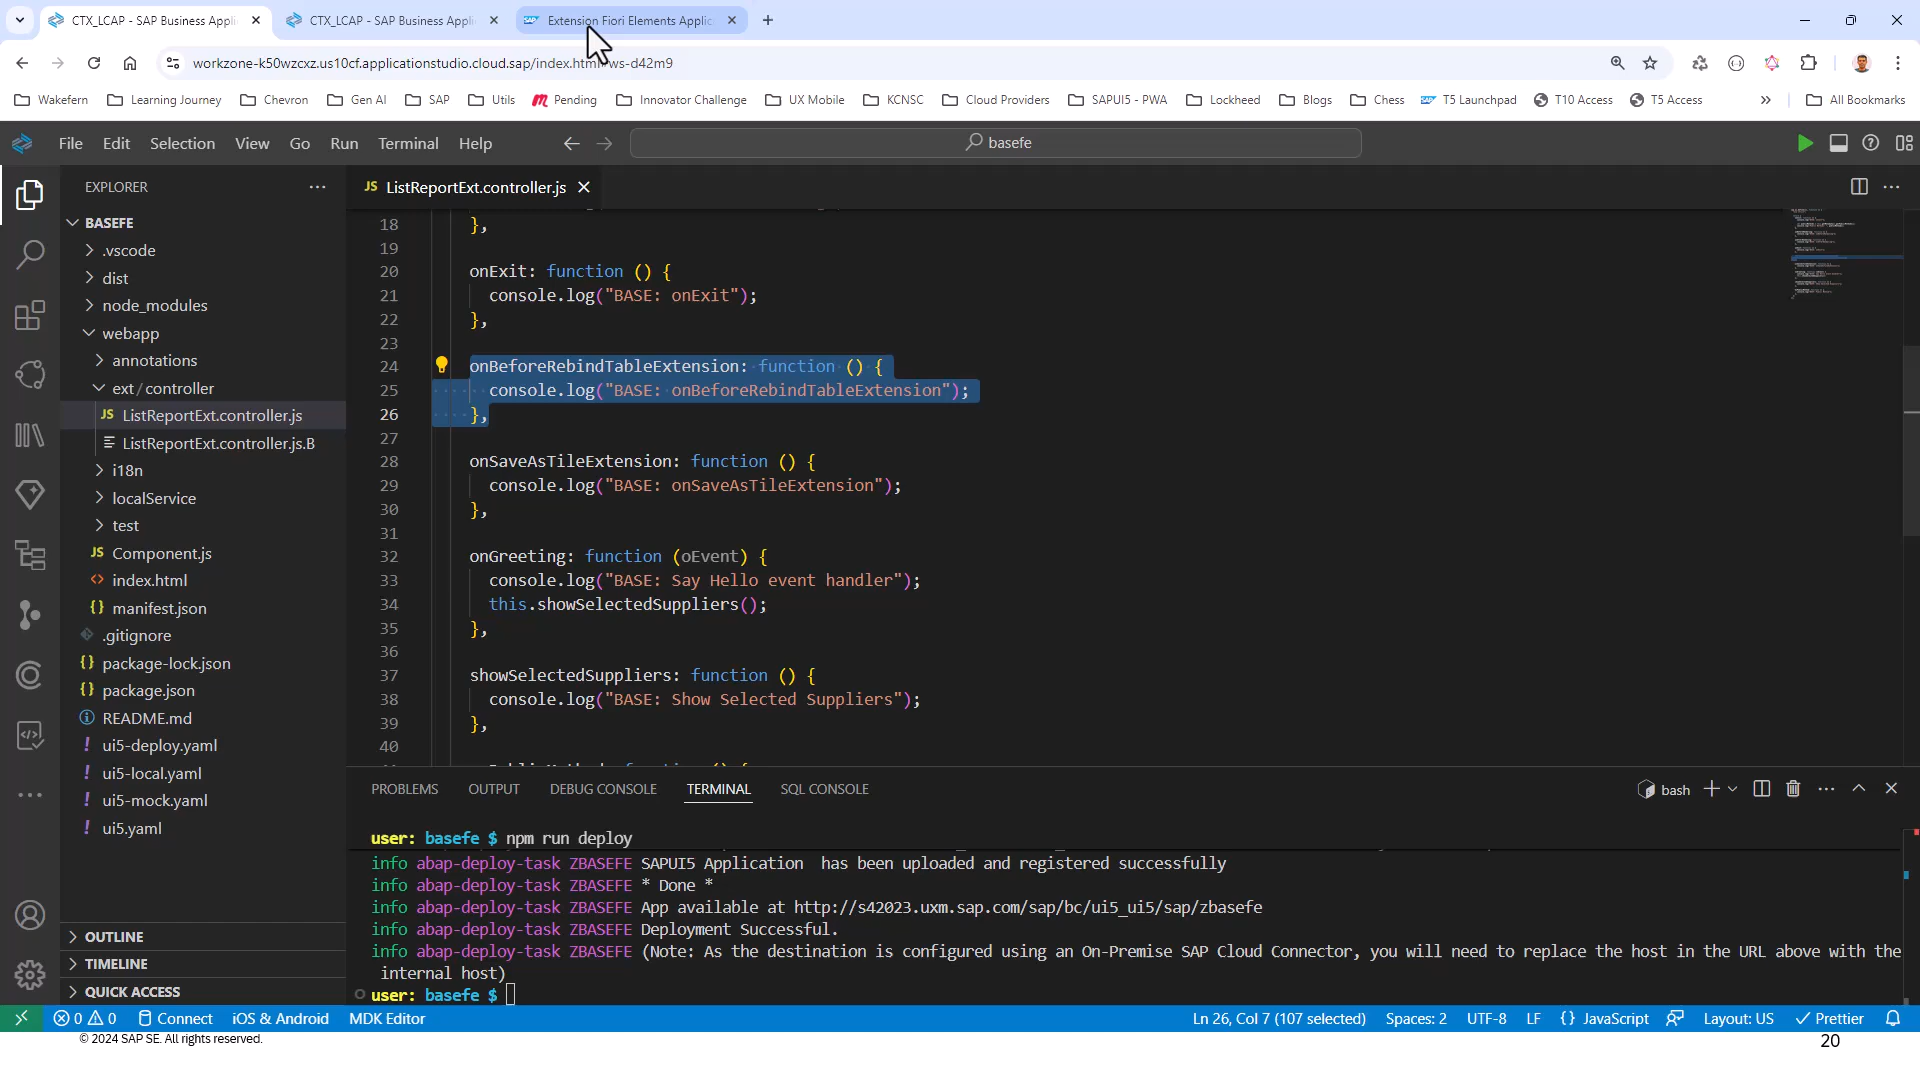 CTX_LCAP - SAP Business Appli
CTX_LCAP - SAP Business Appli
Extension Fiori Elements Applic
workzone-k50wzcxz.us10cf.applicationstudio.cloud.sap/index.html#ws-d42m9
Wakefern
Learning Journey
Chevron
Gen AI
SAP
Utils
Pending
Innovator Challenge
UX Mobile
KCNSC
Cloud Providers
SAPUI5 - PWA
Lockheed
Blogs
Chess
T5 Launchpad
T10 Access
T5 Access
All Bookmarks
File Edit Selection View Go Run Terminal Help
basefe
EXPLORER
BASEFE
.vscode
dist
node_modules
webapp
annotations
ext / controller
JS ListReportExt.controller.js
ListReportExt.controller.js.B
i18n
localService
test
JS Component.js
<> index.html
{} manifest.json
.gitignore
{} package-lock.json
{} package.json
README.md
! ui5-deploy.yaml
! ui5-local.yaml
! ui5-mock.yaml
! ui5.yaml
OUTLINE
TIMELINE
QUICK ACCESS
JS ListReportExt.controller.js
18 },
19
20 onExit: function () {
21 console.log("BASE: onExit");
22 },
23
24 onBeforeRebindTableExtension: function () {
25 console.log("BASE: onBeforeRebindTableExtension");
26 },
27
28 onSaveAsTileExtension: function () {
29 console.log("BASE: onSaveAsTileExtension");
30 },
31
32 onGreeting: function (oEvent) {
33 console.log("BASE: Say Hello event handler");
34 this.showSelectedSuppliers();
35 },
36
37 showSelectedSuppliers: function () {
38 console.log("BASE: Show Selected Suppliers");
39 },
40
PROBLEMS OUTPUT DEBUG CONSOLE TERMINAL SQL CONSOLE
bash
user: basefe $ npm run deploy
info abap-deploy-task ZBASEFE SAPUI5 Application has been uploaded and registered successfully
info abap-deploy-task ZBASEFE * Done *
info abap-deploy-task ZBASEFE App available at http://s42023.uxm.sap.com/sap/bc/ui5_ui5/sap/zbasefe
info abap-deploy-task ZBASEFE Deployment Successful.
info abap-deploy-task ZBASEFE (Note: As the destination is configured using an On-Premise SAP Cloud Connector, you will need to replace the host in the URL above with the
internal host)
user: basefe $
0 0 Connect iOS & Android MDK Editor
Ln 26, Col 7 (107 selected) Spaces: 2 UTF-8 LF {} JavaScript Layout: US Prettier
© 2024 SAP SE. All rights reserved.
20